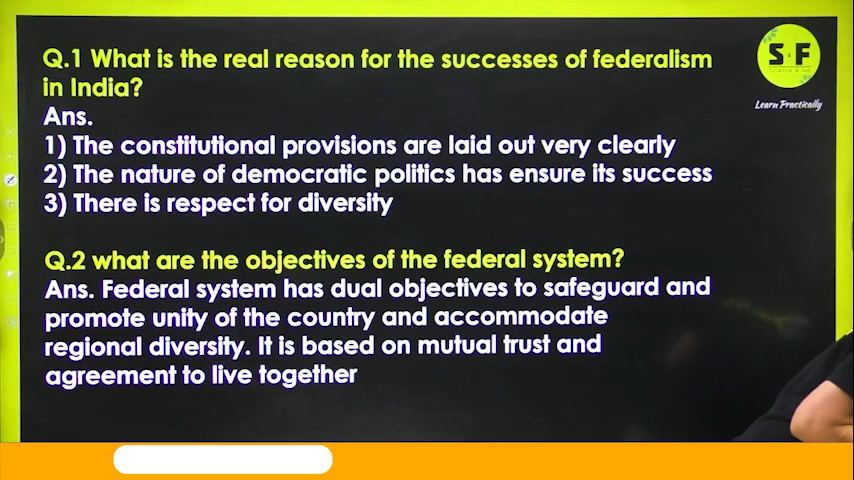 Q.1 What is the real reason for the successes of federalism
in India?
Ans.
1) The constitutional provisions are laid out very clearly
2) The nature of democratic politics has ensure its success
3) There is respect for diversity
Q.2 what are the objectives of the federal system?
Ans. Federal system has dual objectives to safeguard and
promote unity of the country and accommodate
regional diversity. It is based on mutual trust and
agreement to live together
S F
Learn Practically